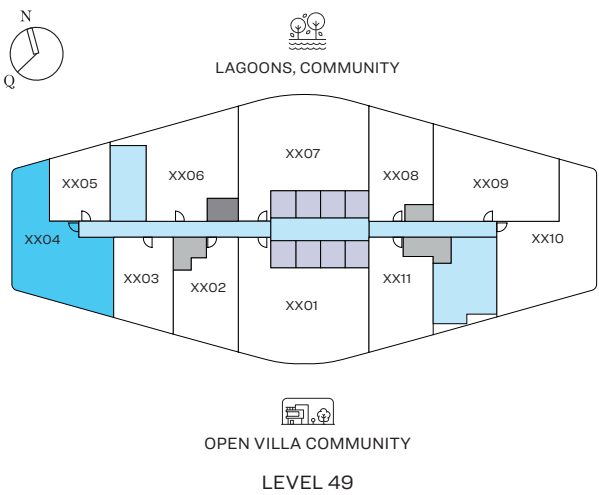 N
Q
LAGOONS, COMMUNITY
XX07
XX06
XX08
XX05
XX09
XX04
XX10
XX03
XX11
XX02
XX01
OPEN VILLA COMMUNITY
LEVEL 49